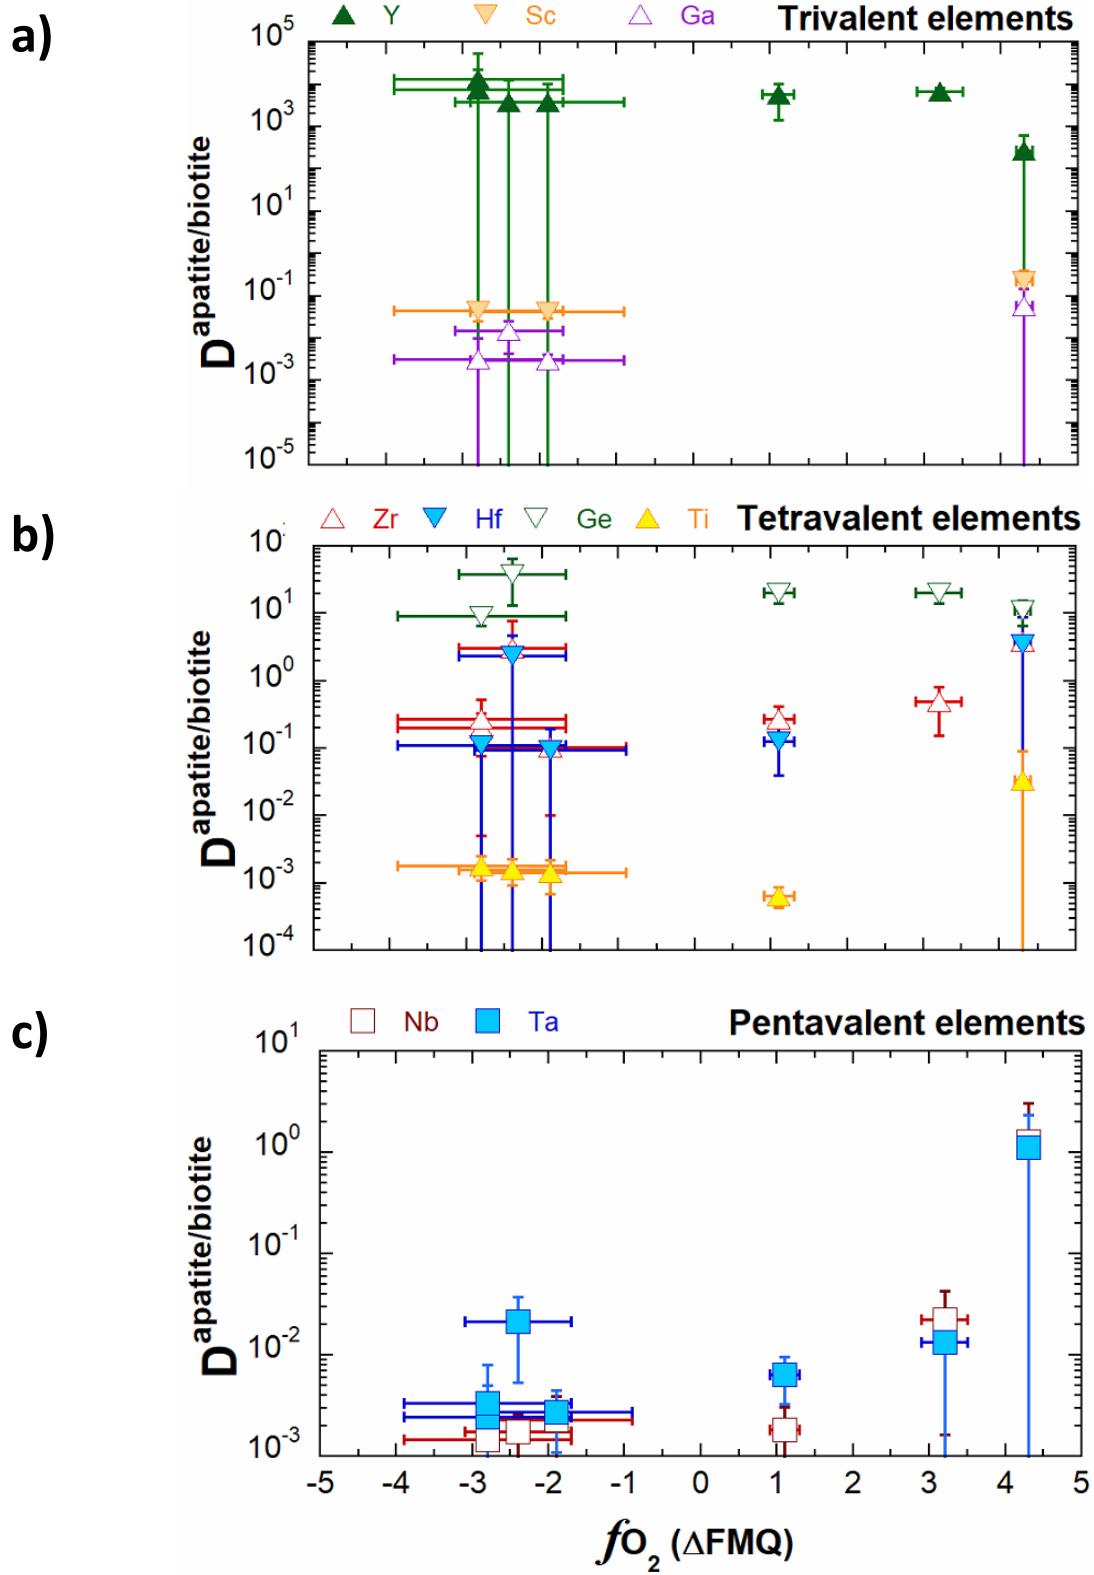 a)
Y Sc Ga Trivalent elements
10^5
10^3
10^1
10^-1
10^-3
10^-5
D^apatite/biotite
b)
Zr Hf Ge Ti Tetravalent elements
10
10^1
10^0
10^-1
10^-2
10^-3
10^-4
D^apatite/biotite
c)
Nb Ta Pentavalent elements
10^1
10^0
10^-1
10^-2
10^-3
D^apatite/biotite
-5 -4 -3 -2 -1 0 1 2 3 4 5
fO_2 (ΔFMQ)